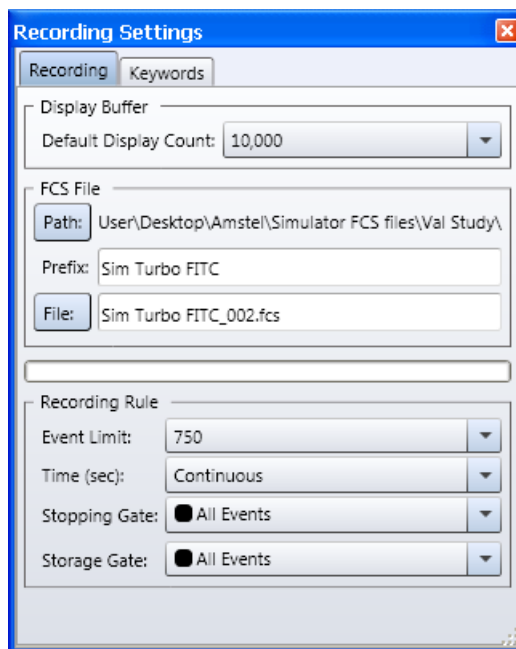 Recording Settings
Recording Keywords
Display Buffer
Default Display Count: 10,000
FCS File
Path: User\Desktop\Amstel\Simulator FCS files\Val Study\
Prefix: Sim Turbo FITC
File: Sim Turbo FITC_002.fcs
Recording Rule
Event Limit: 750
Time (sec): Continuous
Stopping Gate: All Events
Storage Gate: All Events